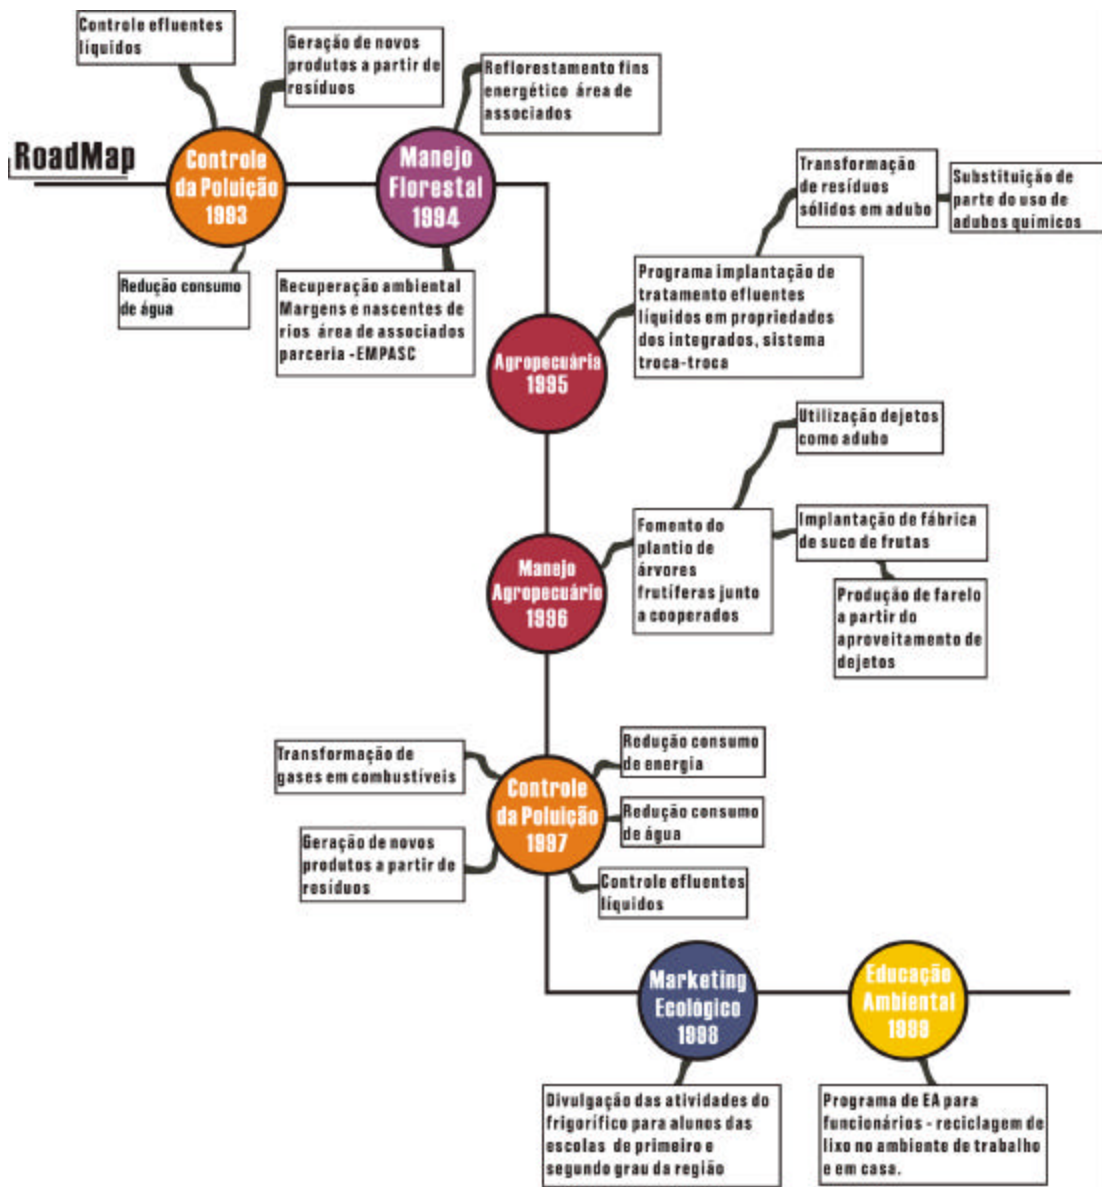 Controle efluentes
líquidos
Geração de novos
produtos a partir de
resíduos
Reflorestamento fins
energético área de
associados
RoadMap
Controle
da Poluição
1993
Manejo
Florestal
1994
Transformação
de resíduos
sólidos em adubo
Substituição de
parte do uso de
adubos químicos
Redução consumo
de água
Recuperação ambiental
Margens e nascentes de
rios área de associados
parceria -EMPASC
Programa implantação de
tratamento efluentes
líquidos em propriedades
dos integrados, sistema
troca-troca
Agropecuária
1995
Utilização dejetos
como adubo
Fomento do
plantio de
árvores
frutíferas junto
a cooperados
Implantação de fábrica
de suco de frutas
Manejo
Agropecuário
1996
Produção de farelo
a partir do
aproveitamento de
dejetos
Transformação de
gases em combustíveis
Redução consumo
de energia
Controle
da Poluição
1997
Redução consumo
de água
Geração de novos
produtos a partir de
resíduos
Controle efluentes
líquidos
Marketing
Ecológico
1998
Educação
Ambiental
1999
Divulgação das atividades do
frigorífico para alunos das
escolas de primeiro e
segundo grau da região
Programa de EA para
funcionários - reciclagem de
lixo no ambiente de trabalho
e em casa.